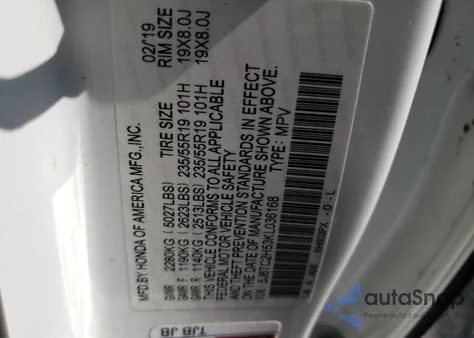 MFD.BY HONDA OF AMERICA MFG.,INC. 02/19
TIRE SIZE RIM SIZE
GVWR 2280KG (5027LBS)
GAWR F 1190KG (2623LBS) 235/55R19 101H 19X8.0J
GAWR R 1140KG (2513LBS) 235/55R19 101H 19X8.0J
THIS VEHICLE CONFORMS TO ALL APPLICABLE
FEDERAL MOTOR VEHICLE SAFETY
AND THEFT PREVENTION STANDARDS IN EFFECT
ON THE DATE OF MANUFACTURE SHOWN ABOVE.
V.I.N. 5J8TC2H53KL036168 TYPE: MPV
- D - L
TJB JB
autoSnap